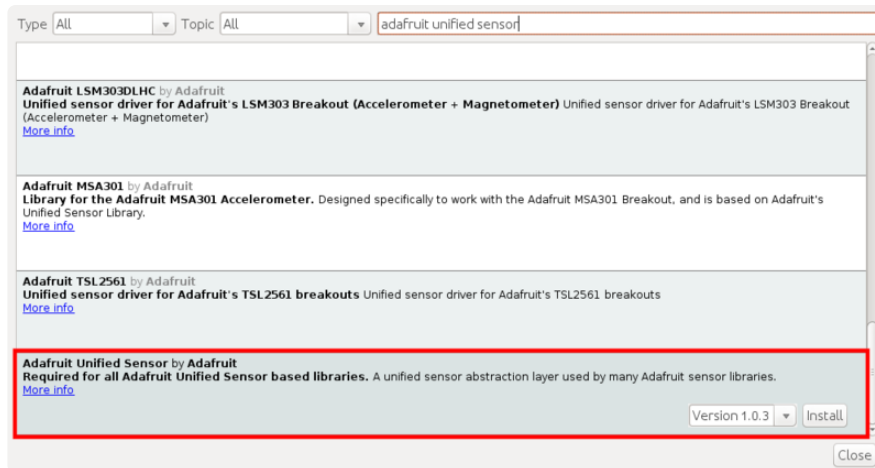 Type All Topic All adafruit unified sensor
Adafruit LSM303DLHC by Adafruit
Unified sensor driver for Adafruit's LSM303 Breakout (Accelerometer + Magnetometer) Unified sensor driver for Adafruit's LSM303 Breakout
(Accelerometer + Magnetometer)
More info
Adafruit MSA301 by Adafruit
Library for the Adafruit MSA301 Accelerometer. Designed specifically to work with the Adafruit MSA301 Breakout, and is based on Adafruit's
Unified Sensor Library.
More info
Adafruit TSL2561 by Adafruit
Unified sensor driver for Adafruit's TSL2561 breakouts Unified sensor driver for Adafruit's TSL2561 breakouts
More info
Adafruit Unified Sensor by Adafruit
Required for all Adafruit Unified Sensor based libraries. A unified sensor abstraction layer used by many Adafruit sensor libraries.
More info
Version 1.0.3 Install
Close